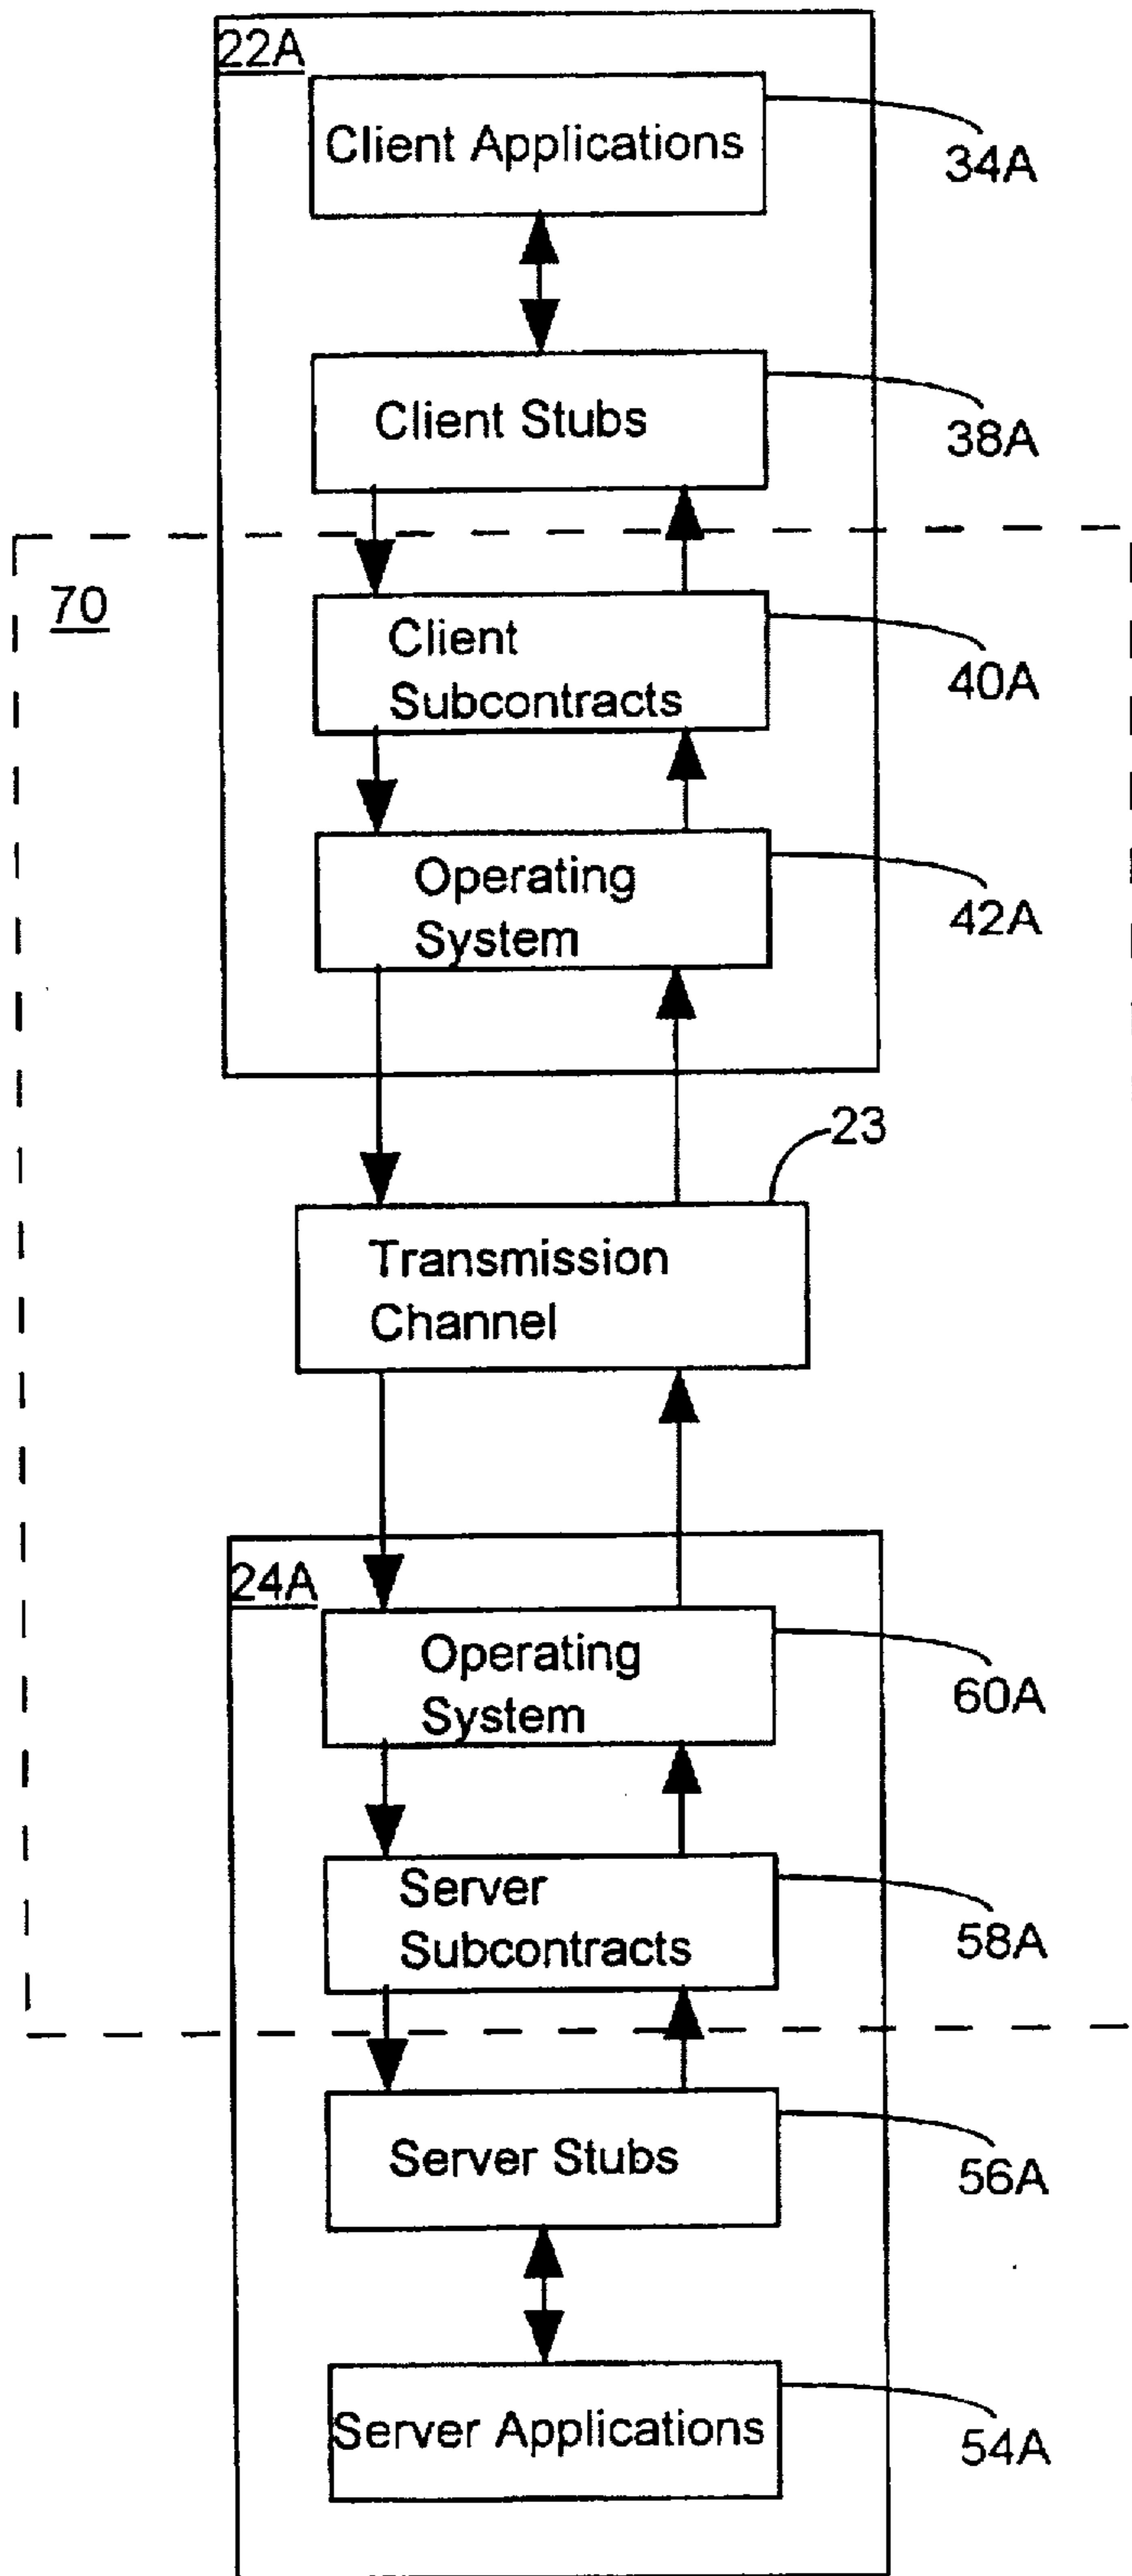 22A
Client Applications
34A
Client Stubs
38A
70
Client
Subcontracts
40A
Operating
System
42A
23
Transmission
Channel
24A
Operating
System
60A
Server
Subcontracts
58A
Server Stubs
56A
Server Applications
54A